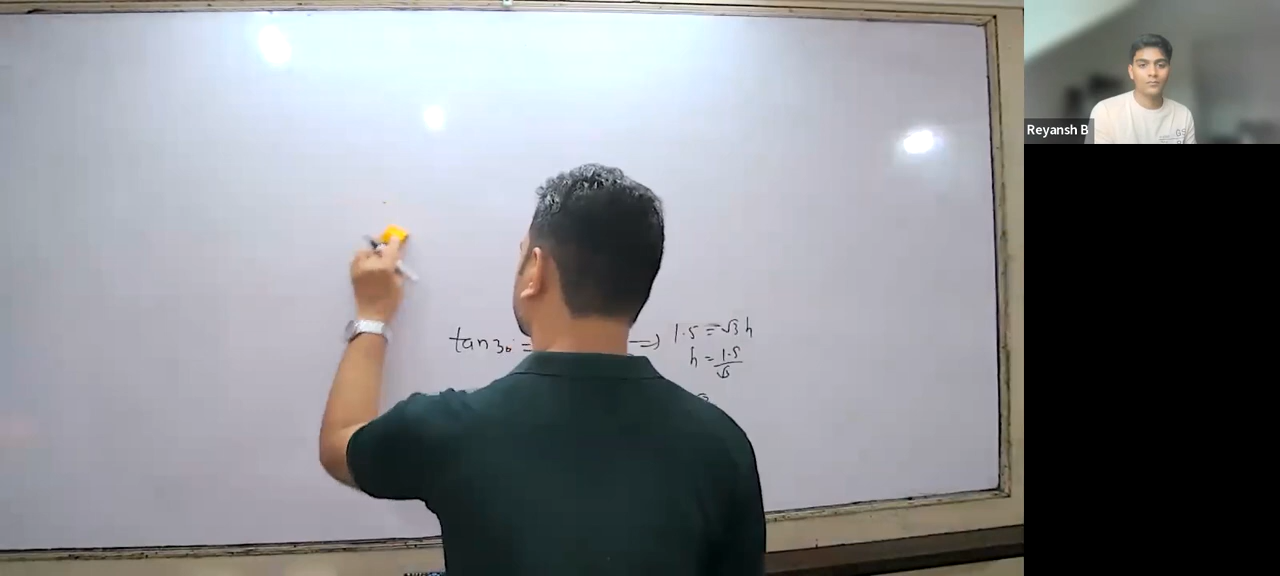 tan30° =
=> 1.5 = √3 h
h = 1.5/√3
Reyansh B